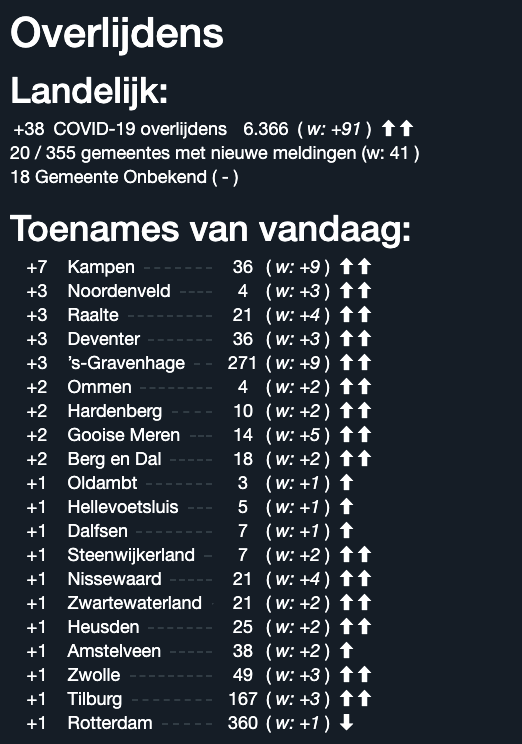 Overlijdens
Landelijk:
+38 COVID-19 overlijdens 6.366 ( w: +91 ) ⬆⬆
20 / 355 gemeentes met nieuwe meldingen (w: 41 )
18 Gemeente Onbekend ( - )
Toenames van vandaag:
+7 Kampen ------- 36 ( w: +9 ) ⬆⬆
+3 Noordenveld ---- 4 ( w: +3 ) ⬆⬆
+3 Raalte --------- 21 ( w: +4 ) ⬆⬆
+3 Deventer ------- 36 ( w: +3 ) ⬆⬆
+3 's-Gravenhage -- 271 ( w: +9 ) ⬆⬆
+2 Ommen ------- 4 ( w: +2 ) ⬆⬆
+2 Hardenberg ---- 10 ( w: +2 ) ⬆⬆
+2 Gooise Meren --- 14 ( w: +5 ) ⬆⬆
+2 Berg en Dal ----- 18 ( w: +2 ) ⬆⬆
+1 Oldambt ------- 3 ( w: +1 ) ⬆
+1 Hellevoetsluis --- 5 ( w: +1 ) ⬆
+1 Dalfsen -------- 7 ( w: +1 ) ⬆
+1 Steenwijkerland - 7 ( w: +2 ) ⬆⬆
+1 Nissewaard ----- 21 ( w: +4 ) ⬆⬆
+1 Zwartewaterland 21 ( w: +2 ) ⬆⬆
+1 Heusden ------ 25 ( w: +2 ) ⬆⬆
+1 Amstelveen ----- 38 ( w: +2 ) ⬆
+1 Zwolle --------- 49 ( w: +3 ) ⬆⬆
+1 Tilburg --------- 167 ( w: +3 ) ⬆⬆
+1 Rotterdam ----- 360 ( w: +1 ) ⬇